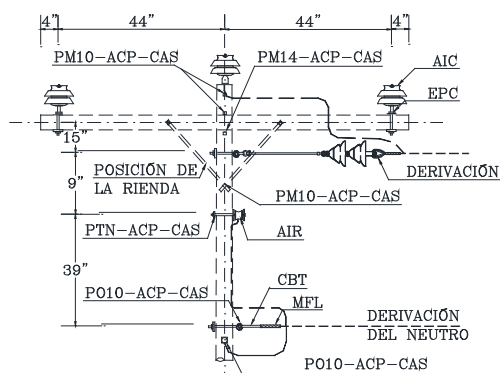 4" 44" 44" 4"
PM10-ACP-CAS PM14-ACP-CAS AIC
EPC
15"
POSICIÓN DE
LA RIENDA
DERIVACIÓN
9"
PM10-ACP-CAS
PTN-ACP-CAS AIR
39"
CBT
PO10-ACP-CAS MFL
DERIVACIÓN
DEL NEUTRO
PO10-ACP-CAS